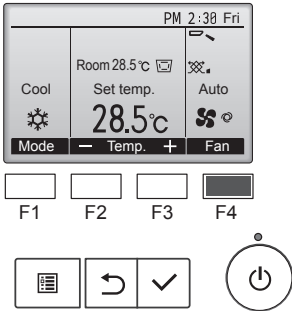 PM 2:30 Fri
Room 28.5℃
Cool Set temp. Auto
28.5℃
Mode − Temp. + Fan
F1 F2 F3 F4